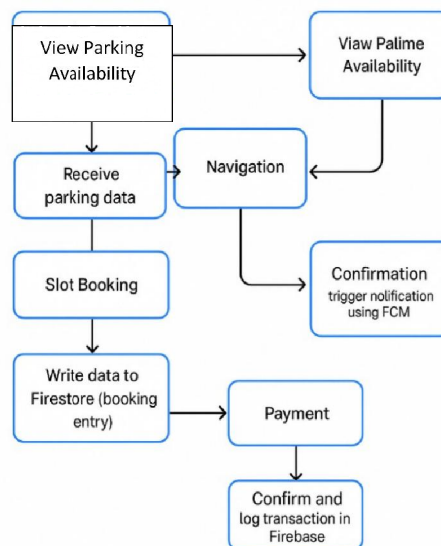 View Parking
Availability
Viaw Palime
Availability
Receive
parking data
Navigation
Slot Booking
Confirmation
trigger nolification
using FCM
Write data to
Firestore (booking
entry)
Payment
Confirm and
log transaction in
Firebase